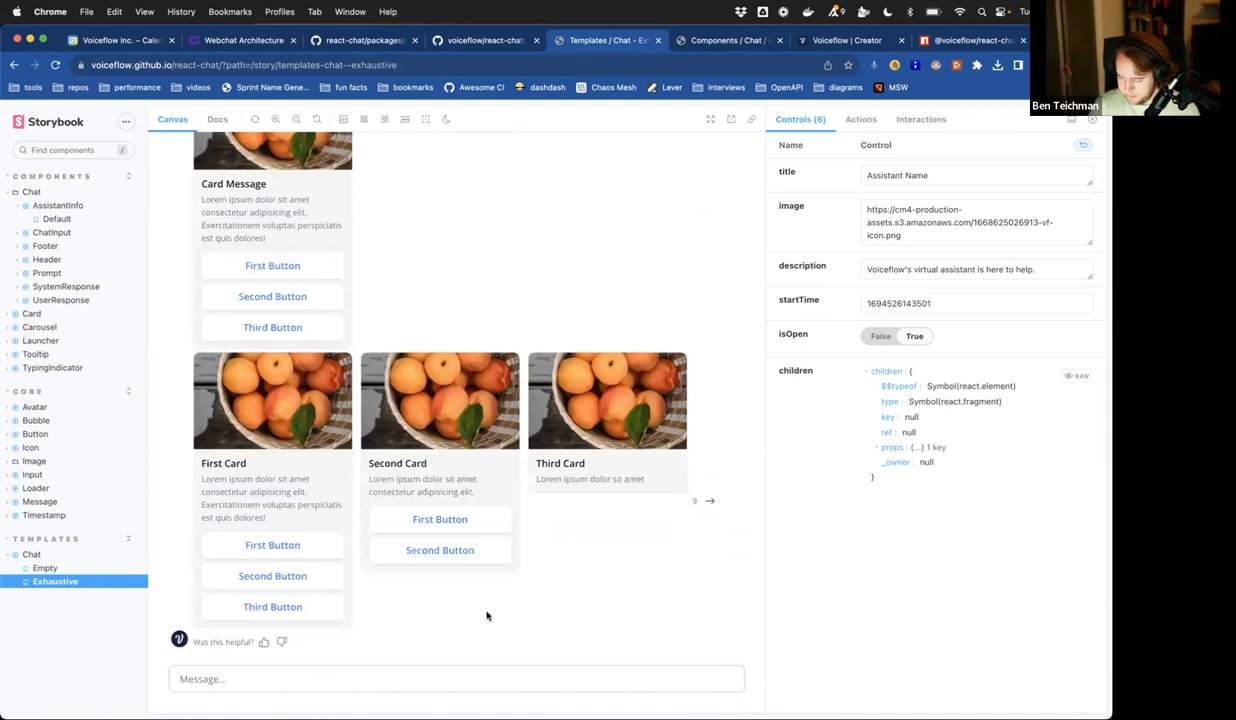 Chrome File Edit View History Bookmarks Profiles Tab Window Help
9
Voiceflow Inc. – Calen
Webchat Architecture
react-chat/packages/
voiceflow/react-chat:
Templates / Chat - Ex
Components / Chat / A
Voiceflow | Creator
@voiceflow/react-cha
voiceflow.github.io/react-chat/?path=/story/templates-chat--exhaustive
tools repos performance videos Sprint Name Gene... fun facts bookmarks Awesome CI dashdash Chaos Mesh Lever interviews OpenAPI diagrams MSW
Ben Teichman
Storybook
Find components /
COMPONENTS
Chat
AssistantInfo
Default
ChatInput
Footer
Header
Prompt
SystemResponse
UserResponse
Card
Carousel
Launcher
Tooltip
TypingIndicator
CORE
Avatar
Bubble
Button
Icon
Image
Input
Loader
Message
Timestamp
TEMPLATES
Chat
Empty
Exhaustive
Canvas Docs
Card Message
Lorem ipsum dolor sit amet
consectetur adipisicing elit.
Exercitationem voluptas perspiciatis
est quis dolores!
First Button
Second Button
Third Button
First Card
Lorem ipsum dolor sit amet
consectetur adipisicing elit.
Exercitationem voluptas perspiciatis
est quis dolores!
First Button
Second Button
Third Button
Second Card
Lorem ipsum dolor sit amet
consectetur adipisicing elit.
First Button
Second Button
Third Card
Lorem ipsum dolor sit amet
9 →
V Was this helpful?
Message...
Controls (6) Actions Interactions
Name Control
title Assistant Name
image https://cm4-production-
assets.s3.amazonaws.com/1668625026913-vf-
icon.png
description Voiceflow's virtual assistant is here to help.
startTime 1694526143501
isOpen False True
children children : {
$$typeof : Symbol(react.element)
type : Symbol(react.fragment)
key : null
ref : null
props : {...} 1 key
_owner : null
}
RAW